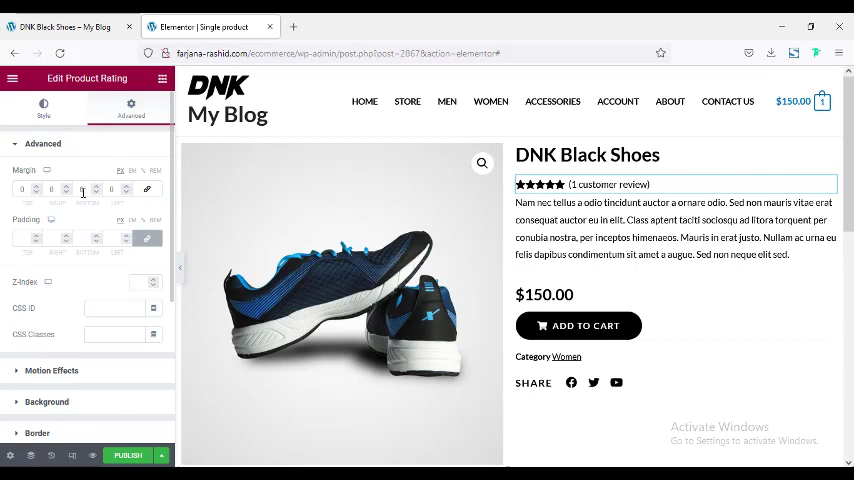 DNK Black Shoes – My Blog
Elementor | Single product
farjana-rashid.com/ecommerce/wp-admin/post.php?post=2867&action=elementor#
Edit Product Rating
Style
Advanced
Advanced
Margin
PX EM % REM
0 0 0 0
TOP RIGHT BOTTOM LEFT
Padding
PX EM % REM
TOP RIGHT BOTTOM LEFT
Z-Index
CSS ID
CSS Classes
Motion Effects
Background
Border
PUBLISH
DNK
My Blog
HOME STORE MEN WOMEN ACCESSORIES ACCOUNT ABOUT CONTACT US $150.00 1
DNK Black Shoes
(1 customer review)
Nam nec tellus a odio tincidunt auctor a ornare odio. Sed non mauris vitae erat
consequat auctor eu in elit. Class aptent taciti sociosqu ad litora torquent per
conubia nostra, per inceptos himenaeos. Mauris in erat justo. Nullam ac urna eu
felis dapibus condimentum sit amet a augue. Sed non neque elit sed.
$150.00
ADD TO CART
Category Women
SHARE
Activate Windows
Go to Settings to activate Windows.